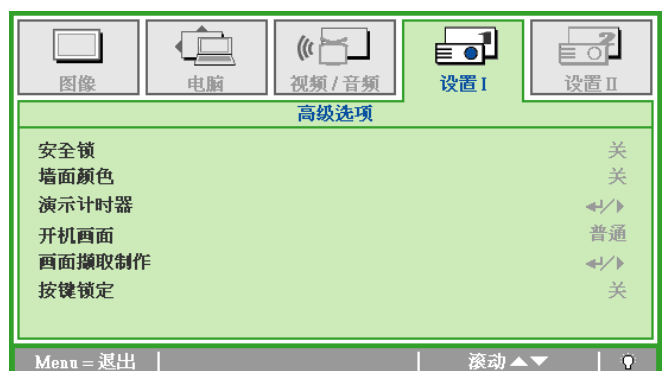 图像
电脑
视频 / 音频
设置 I
设置 II
高级选项
安全锁 关
墙面颜色 关
演示计时器
开机画面 普通
画面撷取制作
按键锁定 关
Menu = 退出
滚动